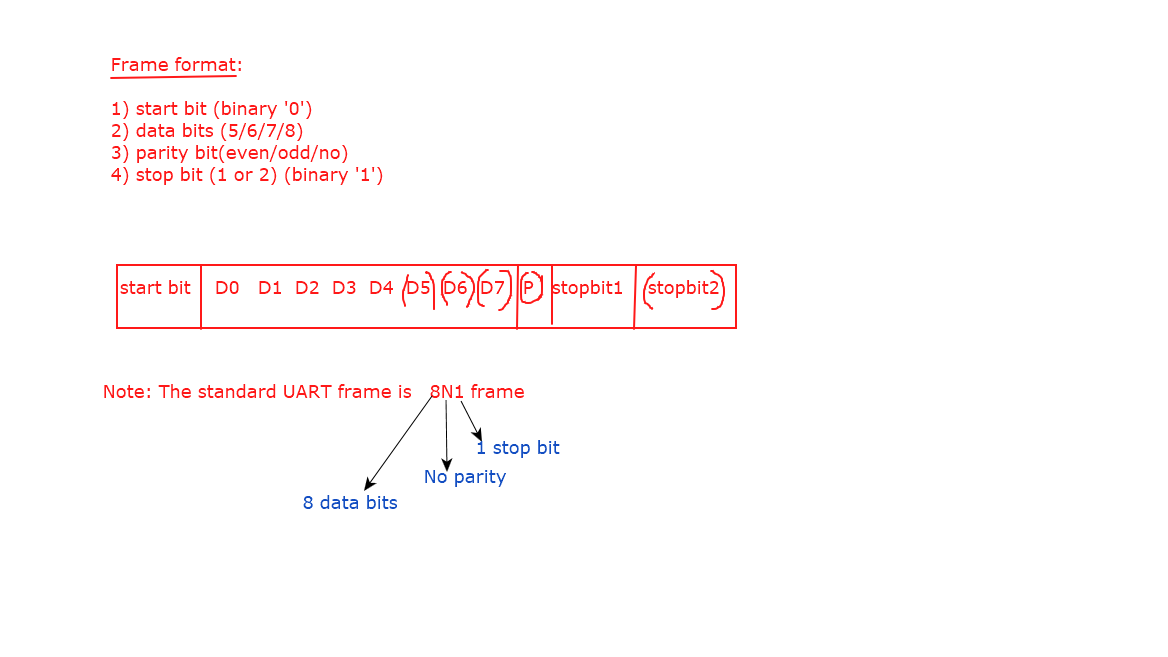 Frame format:
1) start bit (binary '0')
2) data bits (5/6/7/8)
3) parity bit(even/odd/no)
4) stop bit (1 or 2) (binary '1')
start bit D0 D1 D2 D3 D4 (D5) (D6) (D7) (P) stopbit1 (stopbit2)
Note: The standard UART frame is 8N1 frame
1 stop bit
No parity
8 data bits